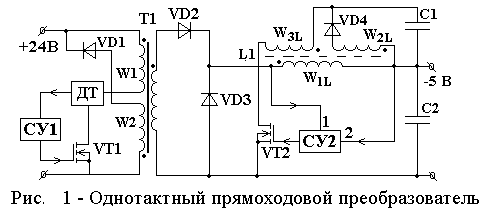 T1 VD2 W3L VD4 W2L C1
+24В VD1 W1 L1 W1L -5 В
ДТ W2 VD3 C2
СУ1 VT1 VT2 СУ2 1 2
Рис. 1 - Однотактный прямоходовой преобразователь